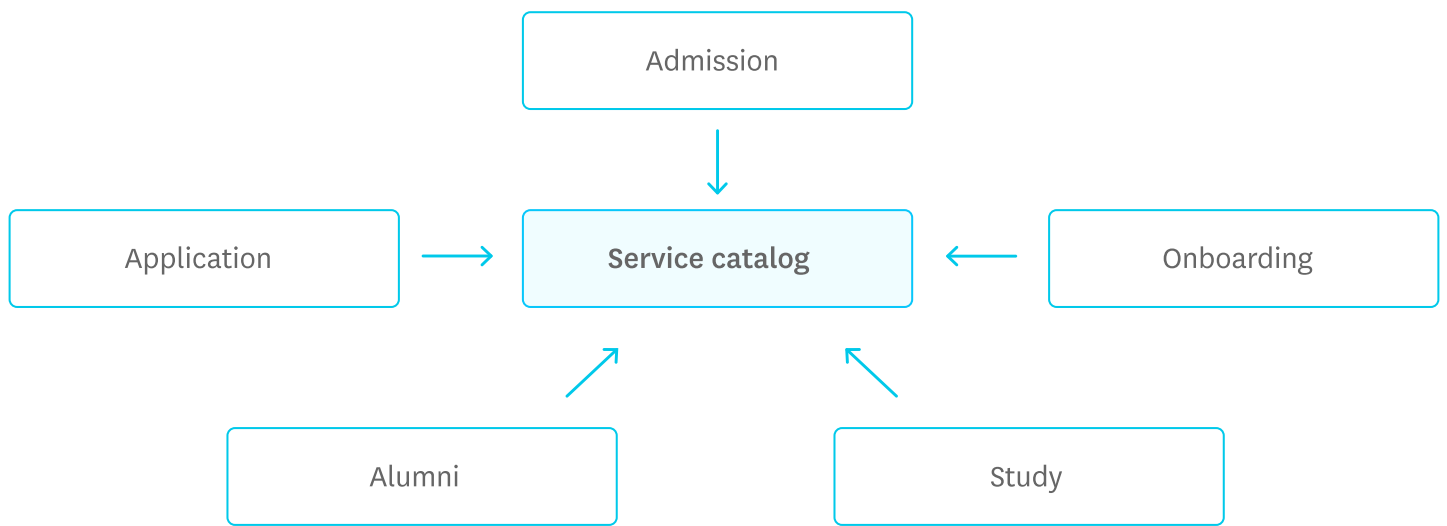 Admission
Application
Service catalog
Onboarding
Alumni
Study